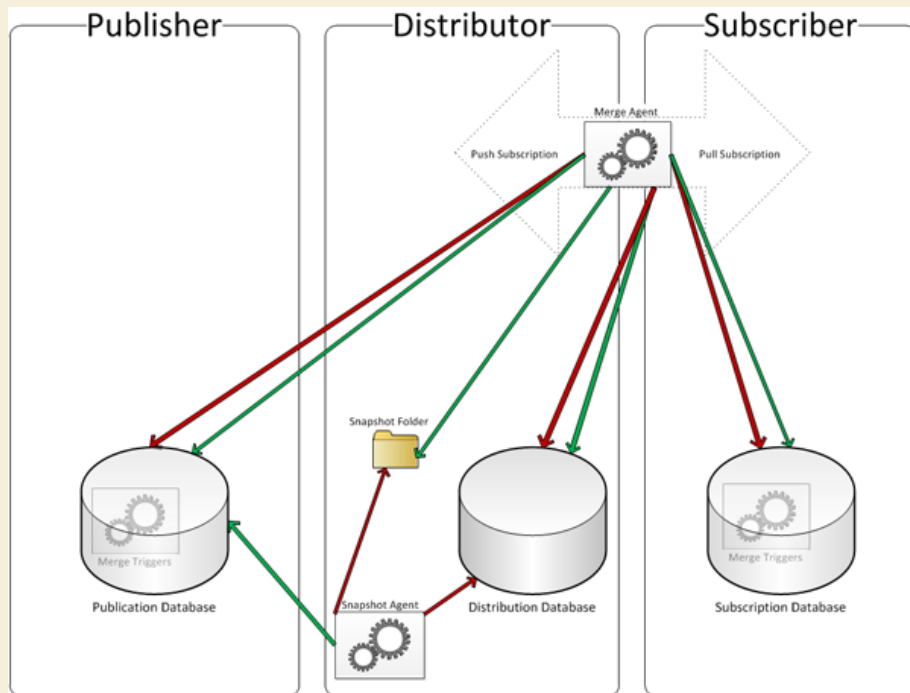 Publisher
Distributor
Subscriber
Merge Agent
Push Subscription
Pull Subscription
Snapshot Folder
Merge Triggers
Merge Triggers
Publication Database
Snapshot Agent
Distribution Database
Subscription Database